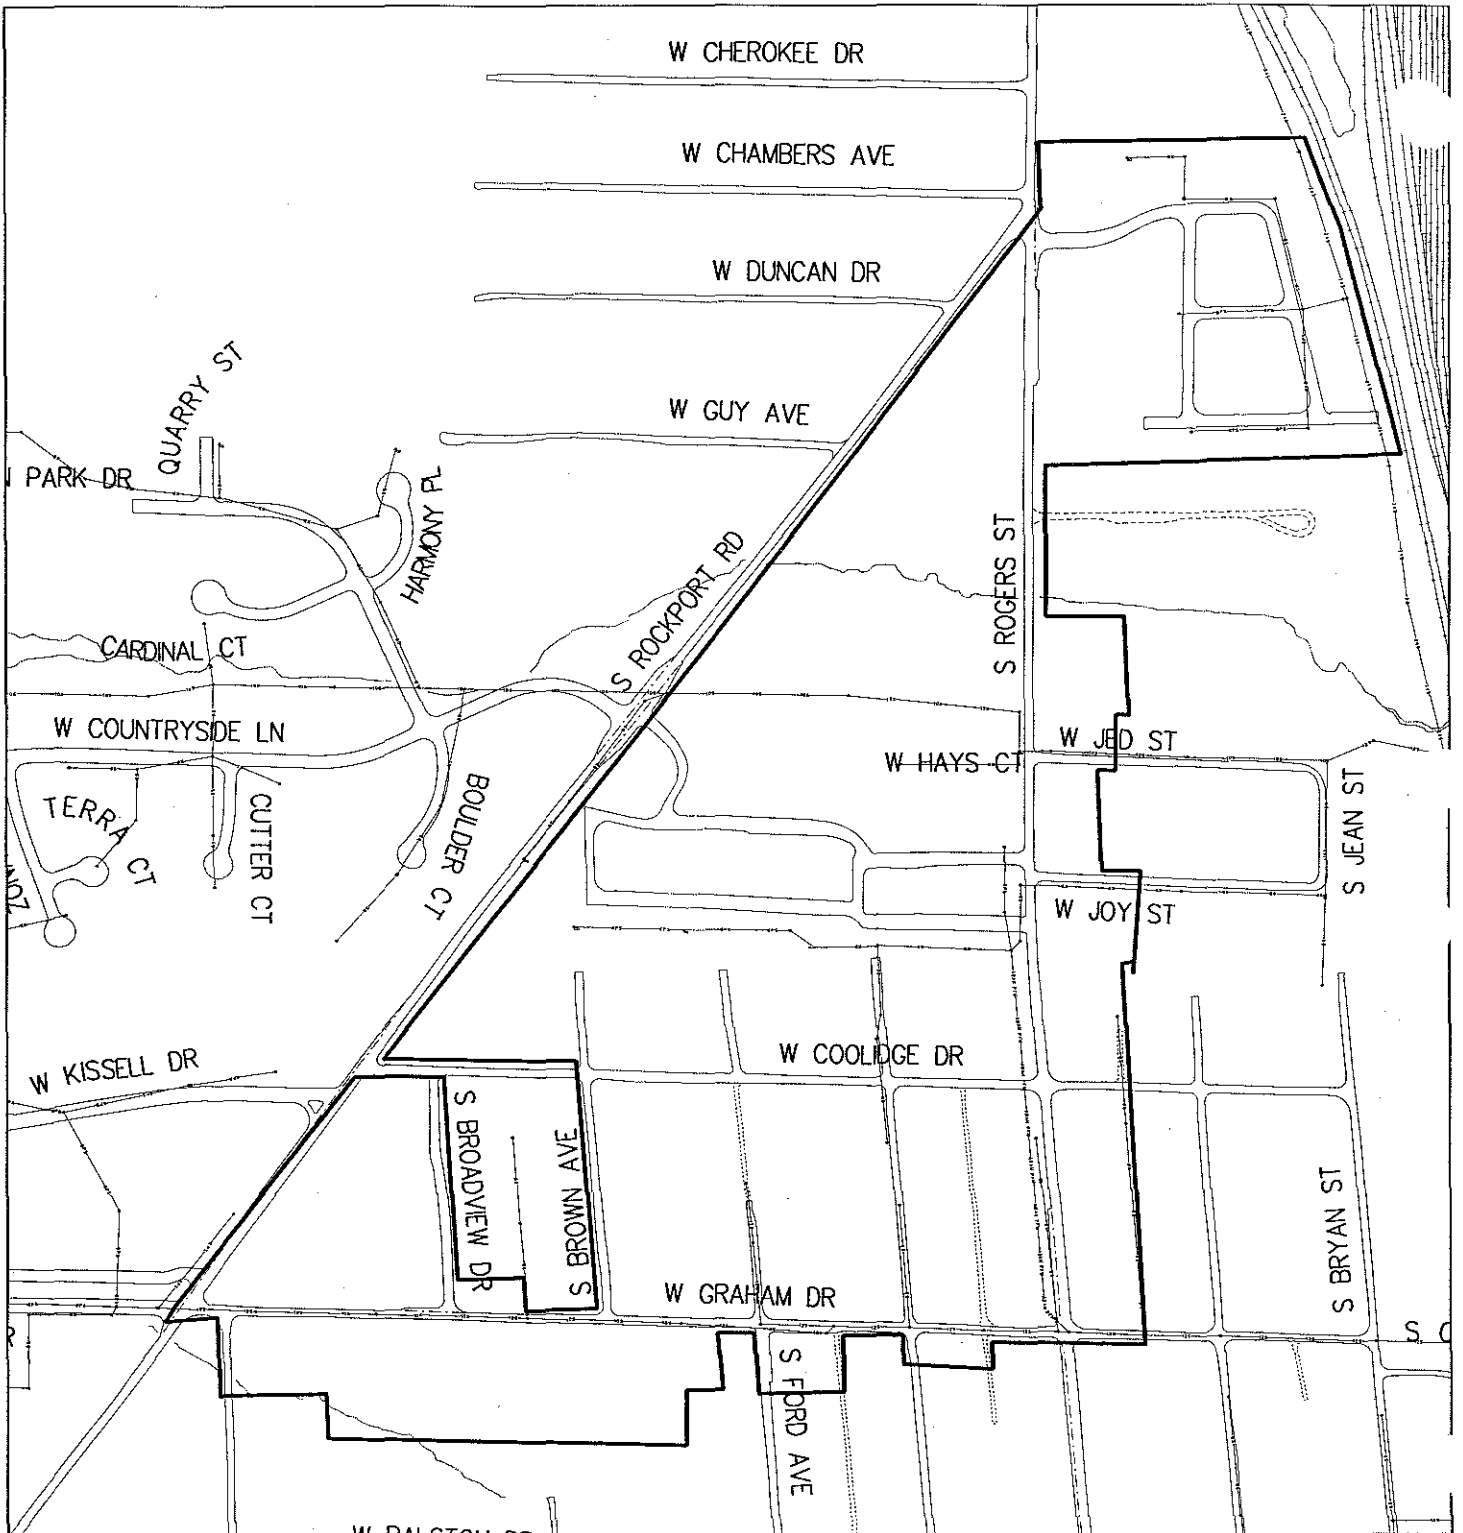 W CHEROKEE DR
W CHAMBERS AVE
W DUNCAN DR
QUARRY ST
W GUY AVE
PARK DR
HARMONY PL
S ROGERS ST
S ROCKPORT RD
CARDINAL CT
W COUNTRYSIDE LN
W JED ST
W HAYS CT
TERRA CT
CUTTER CT
BOULDER CT
S JEAN ST
W JOY ST
W COOLIDGE DR
W KISSELL DR
S BROADVIEW DR
S BROWN AVE
S BRYAN ST
W GRAHAM DR
S FORD AVE